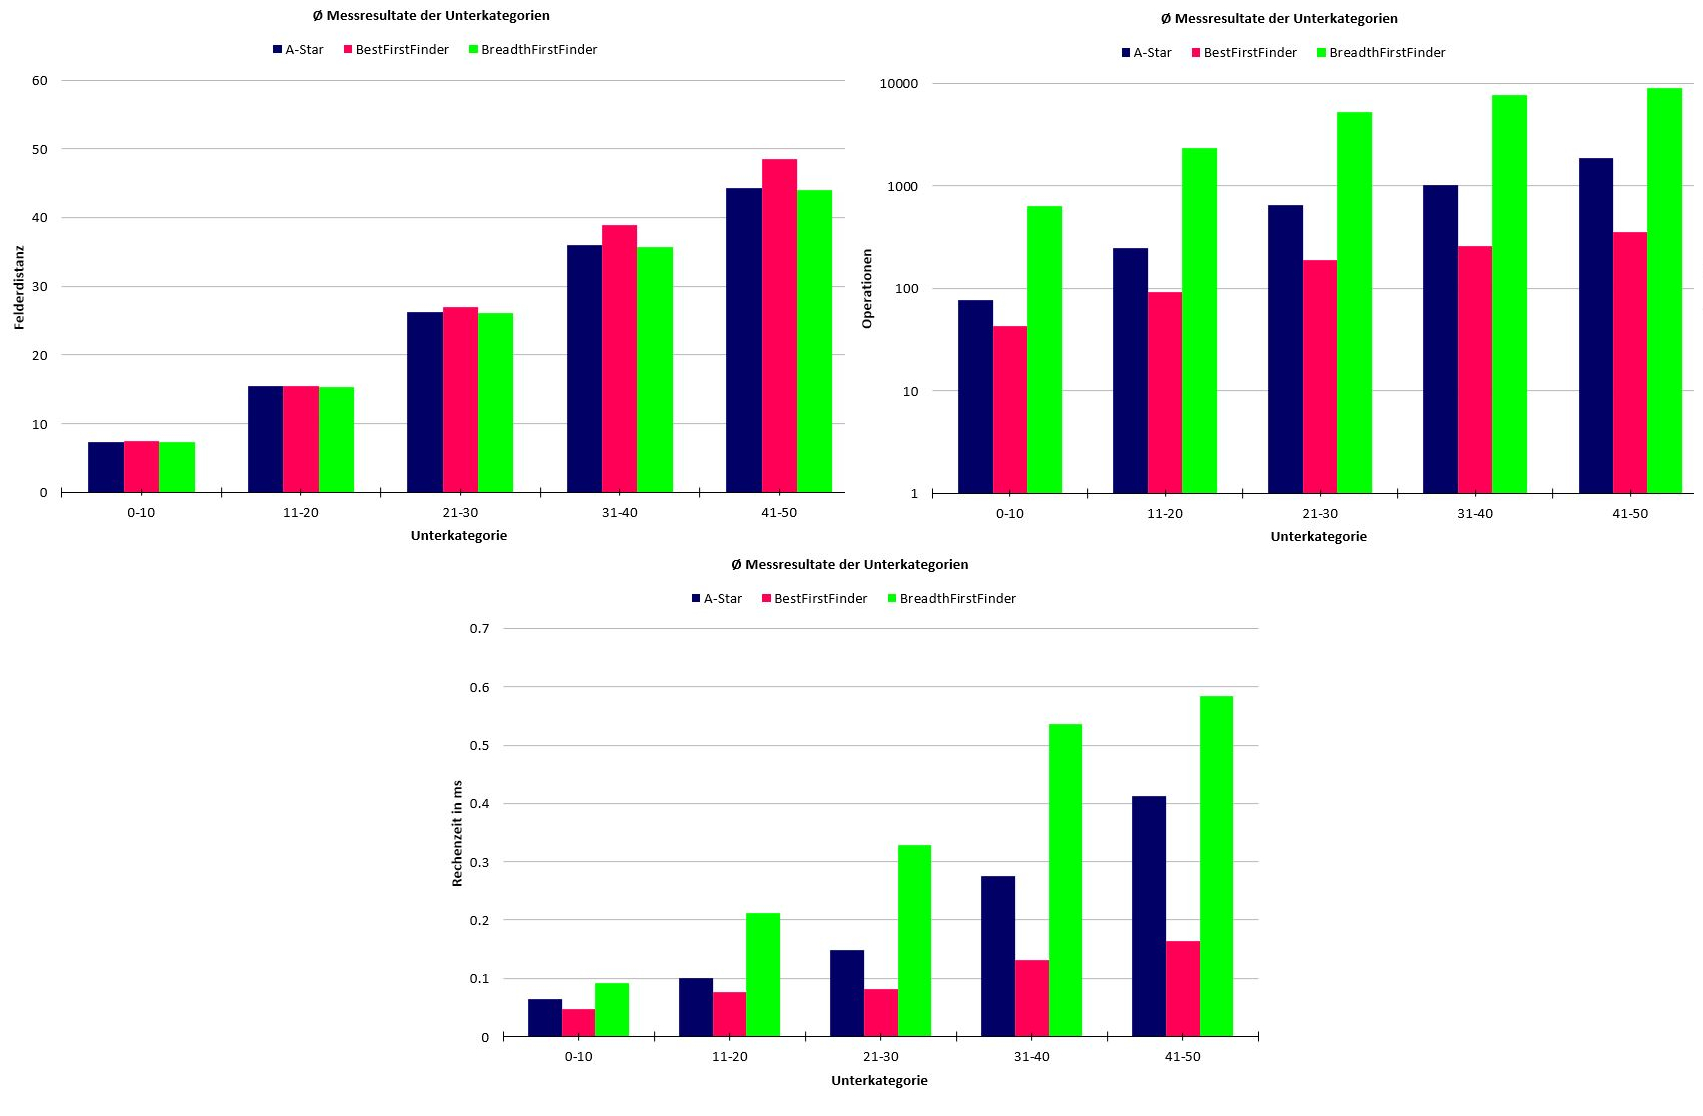 Ø Messresultate der Unterkategorien
A-Star BestFirstFinder BreadthFirstFinder
60
50
40
30
20
10
0
Felderdistanz
0-10 11-20 21-30 31-40 41-50
Unterkategorie
Ø Messresultate der Unterkategorien
A-Star BestFirstFinder BreadthFirstFinder
10000
1000
100
10
1
Operationen
0-10 11-20 21-30 31-40 41-50
Unterkategorie
Ø Messresultate der Unterkategorien
A-Star BestFirstFinder BreadthFirstFinder
0.7
0.6
0.5
0.4
0.3
0.2
0.1
0
Rechenzeit in ms
0-10 11-20 21-30 31-40 41-50
Unterkategorie